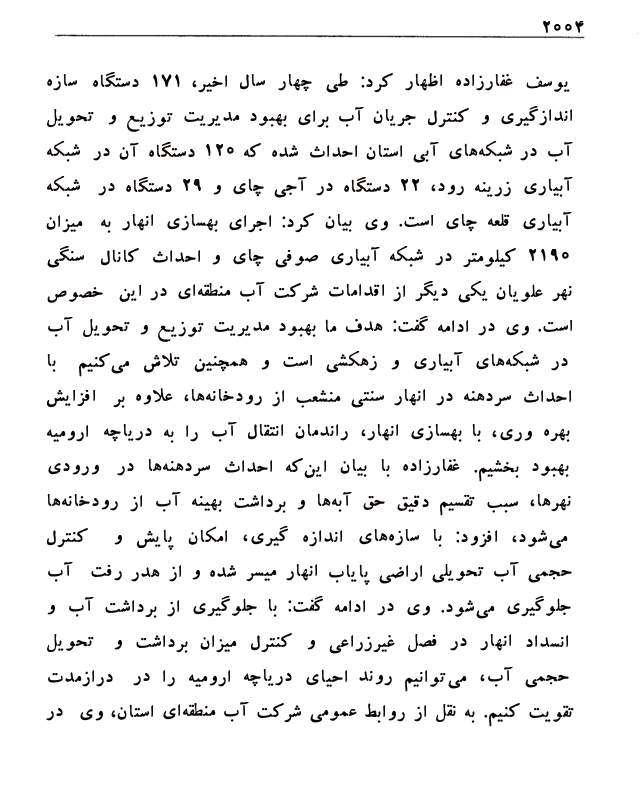 ۲۰۰۴
یوسف غفارزاده اظهار کرد: طی چهار سال اخیر، ۱۷۱ دستگاه سازه
اندازگیری و کنترل جریان آب برای بهبود مدیریت توزیع و تحویل
آب در شبکه‌های آبی استان احداث شده که ۱۲۰ دستگاه آن در شبکه
آبیاری زرینه رود، ۲۲ دستگاه در آجی چای و ۲۹ دستگاه در شبکه
آبیاری قلعه چای است. وی بیان کرد: اجرای بهسازی انهار به میزان
۲۱۹۰ کیلومتر در شبکه آبیاری صوفی چای و احداث کانال سنگی
نهر علویان یکی دیگر از اقدامات شرکت آب منطقه‌ای در این خصوص
است. وی در ادامه گفت: هدف ما بهبود مدیریت توزیع و تحویل آب
در شبکه‌های آبیاری و زهکشی است و همچنین تلاش می‌کنیم با
احداث سردهنه در انهار سنتی منشعب از رودخانه‌ها، علاوه بر افزایش
بهره وری، با بهسازی انهار، راندمان انتقال آب را به دریاچه ارومیه
بهبود بخشیم. غفارزاده با بیان این‌که احداث سردهنه‌ها در ورودی
نهرها، سبب تقسیم دقیق حق آبه‌ها و برداشت بهینه آب از رودخانه‌ها
می‌شود، افزود: با سازه‌های اندازه گیری، امکان پایش و کنترل
حجمی آب تحویلی اراضی پایاب انهار میسر شده و از هدر رفت آب
جلوگیری می‌شود. وی در ادامه گفت: با جلوگیری از برداشت آب و
انسداد انهار در فصل غیرزراعی و کنترل میزان برداشت و تحویل
حجمی آب، می‌توانیم روند احیای دریاچه ارومیه را در درازمدت
تقویت کنیم. به نقل از روابط عمومی شرکت آب منطقه‌ای استان، وی در